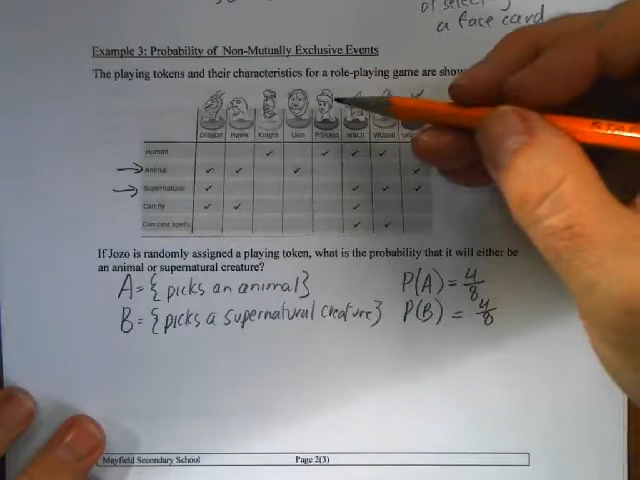 of selecting
a face card
Example 3: Probability of Non-Mutually Exclusive Events
The playing tokens and their characteristics for a role-playing game are
Dragon Hawk Knight Lion Princess Witch Wizard
Human ✓ ✓ ✓ ✓
Animal ✓ ✓ ✓ ✓
Supernatural ✓ ✓ ✓ ✓
Can fly ✓ ✓ ✓
Can cast spells ✓ ✓
If Jozo is randomly assigned a playing token, what is the probability that it will either be
an animal or supernatural creature?
A = {picks an animal} P(A) = 4/8
B = {picks a supernatural creature} P(B) = 4/8
Mayfield Secondary School Page 2(3)